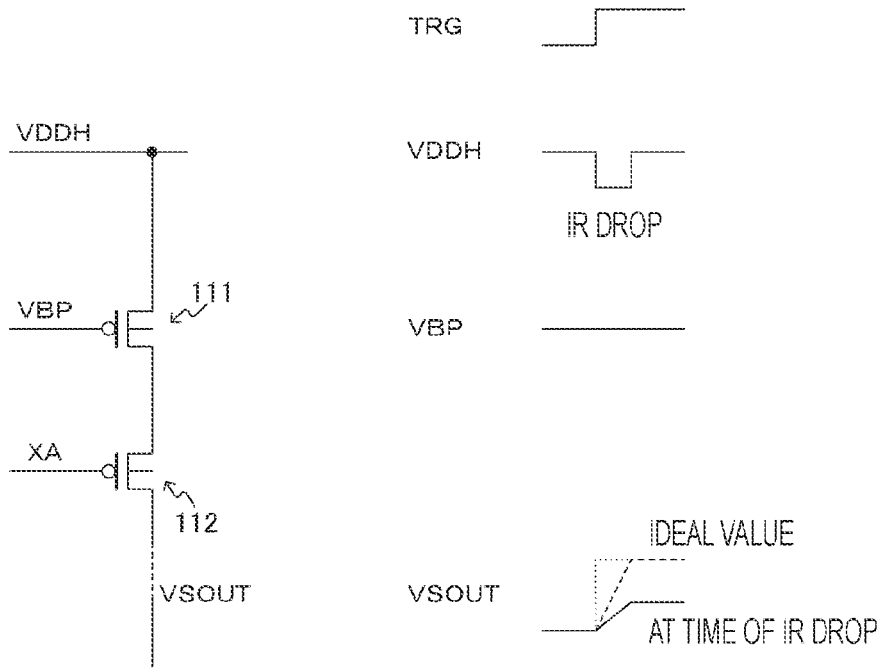 TRG
VDDH
VDDH
IR DROP
VBP
111
VBP
XA
112
IDEAL VALUE
VSOUT
VSOUT
AT TIME OF IR DROP